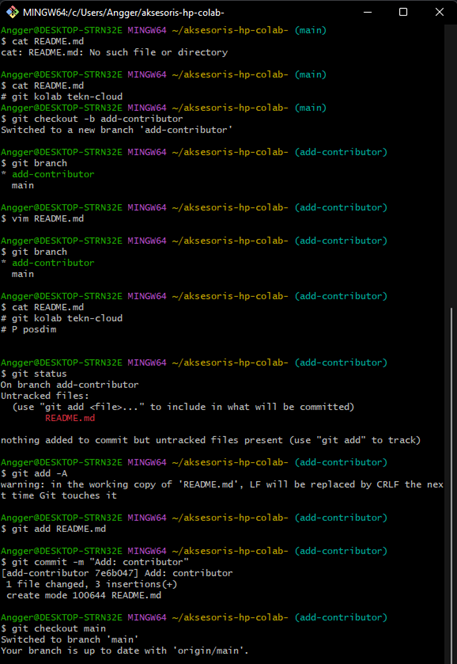 MINGW64:/c/Users/Angger/aksesoris-hp-colab-
Angger@DESKTOP-STRN32E MINGW64 ~/aksesoris-hp-colab- (main)
$ cat README.md
cat: README.md: No such file or directory
Angger@DESKTOP-STRN32E MINGW64 ~/aksesoris-hp-colab- (main)
$ cat README.md
# git kolab tekn-cloud
Angger@DESKTOP-STRN32E MINGW64 ~/aksesoris-hp-colab- (main)
$ git checkout -b add-contributor
Switched to a new branch 'add-contributor'
Angger@DESKTOP-STRN32E MINGW64 ~/aksesoris-hp-colab- (add-contributor)
$ git branch
* add-contributor
main
Angger@DESKTOP-STRN32E MINGW64 ~/aksesoris-hp-colab- (add-contributor)
$ vim README.md
Angger@DESKTOP-STRN32E MINGW64 ~/aksesoris-hp-colab- (add-contributor)
$ git branch
* add-contributor
main
Angger@DESKTOP-STRN32E MINGW64 ~/aksesoris-hp-colab- (add-contributor)
$ cat README.md
# git kolab tekn-cloud
# P posdim
Angger@DESKTOP-STRN32E MINGW64 ~/aksesoris-hp-colab- (add-contributor)
$ git status
On branch add-contributor
Untracked files:
(use "git add <file>..." to include in what will be committed)
README.md
nothing added to commit but untracked files present (use "git add" to track)
Angger@DESKTOP-STRN32E MINGW64 ~/aksesoris-hp-colab- (add-contributor)
$ git add -A
warning: in the working copy of 'README.md', LF will be replaced by CRLF the nex
t time Git touches it
Angger@DESKTOP-STRN32E MINGW64 ~/aksesoris-hp-colab- (add-contributor)
$ git add README.md
Angger@DESKTOP-STRN32E MINGW64 ~/aksesoris-hp-colab- (add-contributor)
$ git commit -m "Add: contributor"
[add-contributor 7e6b047] Add: contributor
1 file changed, 3 insertions(+)
create mode 100644 README.md
Angger@DESKTOP-STRN32E MINGW64 ~/aksesoris-hp-colab- (add-contributor)
$ git checkout main
Switched to branch 'main'
Your branch is up to date with 'origin/main'.